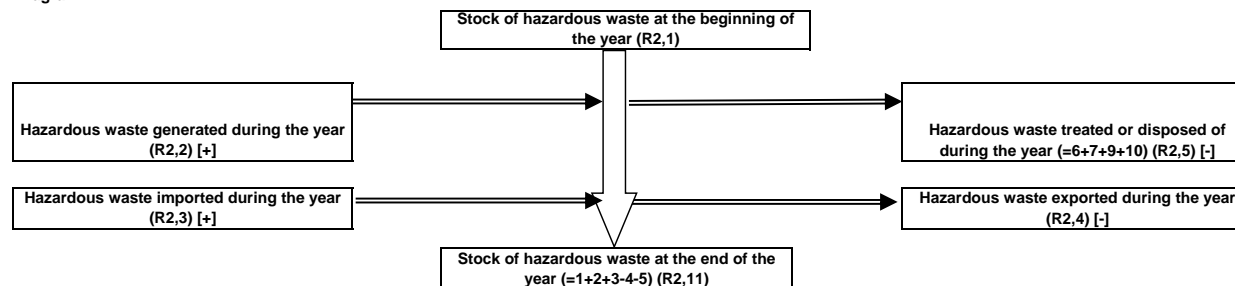 Stock of hazardous waste at the beginning of
the year (R2,1)
Hazardous waste generated during the year
(R2,2) [+]
Hazardous waste treated or disposed of
during the year (=6+7+9+10) (R2,5) [-]
Hazardous waste imported during the year
(R2,3) [+]
Hazardous waste exported during the year
(R2,4) [-]
Stock of hazardous waste at the end of the
year (=1+2+3-4-5) (R2,11)